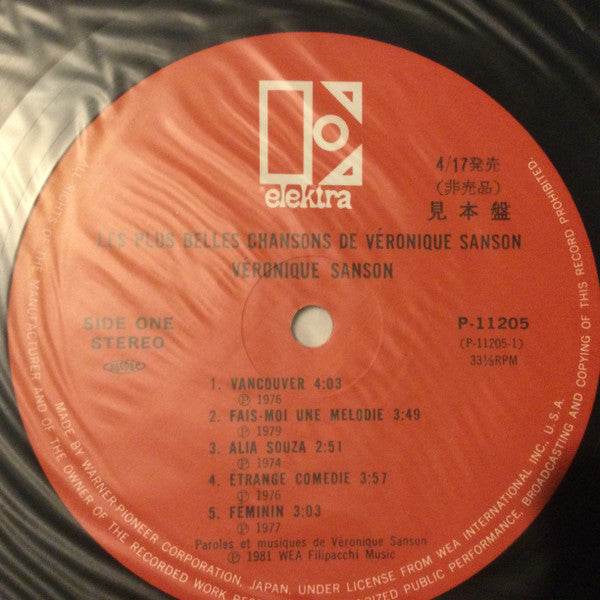 elektra
4/17発売
(非売品)
見本盤
LES PLUS BELLES CHANSONS DE VÉRONIQUE SANSON
VÉRONIQUE SANSON
SIDE ONE
STEREO
P-11205
(P-11205-1)
33⅓RPM
1. VANCOUVER 4:03
Ⓟ 1976
2. FAIS-MOI UNE MELODIE 3:49
Ⓟ 1979
3. ALIA SOUZA 2:51
Ⓟ 1974
4. ETRANGE COMEDIE 3:57
Ⓟ 1976
5. FÉMININ 3:03
Ⓟ 1977
Paroles et musiques de Véronique Sanson
Ⓟ 1981 WEA Filipacchi Music
MADE BY WARNER-PIONEER CORPORATION, JAPAN, UNDER LICENSE FROM WEA INTERNATIONAL INC., U.S.A.
ALL RIGHT OF THE MANUFACTURER AND OF THE OWNER OF THE RECORDED WORK PUBLIC PERFORMANCE, BROADCASTING AND COPYING OF THIS RECORD PROHIBITED.